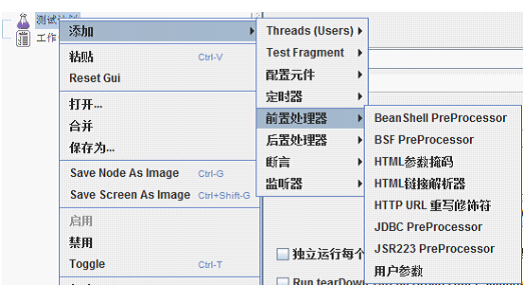 测试计划
工作
添加
粘贴 Ctrl-V
Reset Gui
打开...
合并
保存为...
Save Node As Image Ctrl-G
Save Screen As Image Ctrl+Shift-G
启用
禁用
Toggle Ctrl-T
Threads (Users)
Test Fragment
配置元件
定时器
前置处理器
后置处理器
断言
监听器
BeanShell PreProcessor
BSF PreProcessor
HTML参数掩码
HTML链接解析器
HTTP URL 重写修饰符
JDBC PreProcessor
JSR223 PreProcessor
用户参数
独立运行每个
Run tearDown